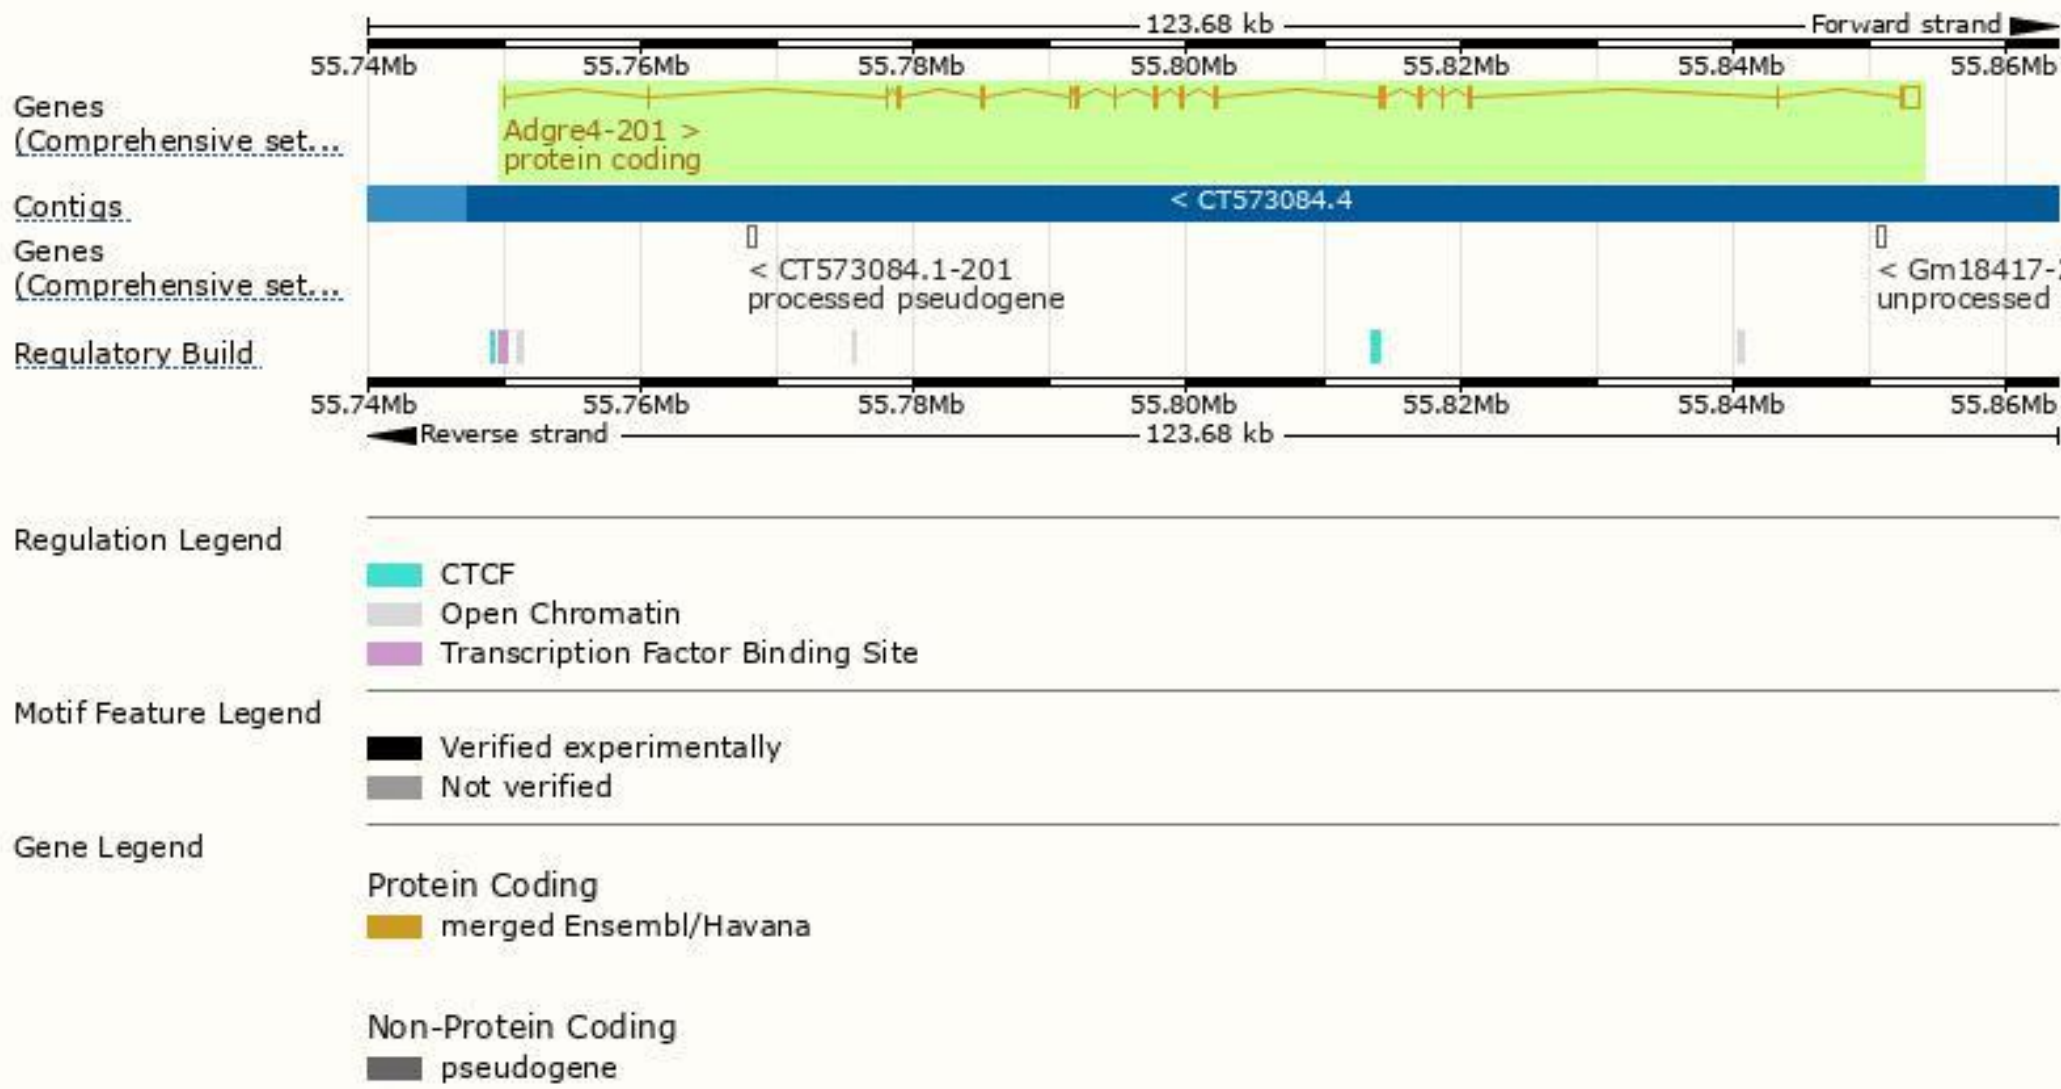 123.68 kb Forward strand
55.74Mb 55.76Mb 55.78Mb 55.80Mb 55.82Mb 55.84Mb 55.86Mb
Genes
(Comprehensive set...
Adgre4-201 >
protein coding
Contigs
< CT573084.4
Genes
(Comprehensive set...
< CT573084.1-201
processed pseudogene
< Gm18417-
unprocessed
Regulatory Build
55.74Mb 55.76Mb 55.78Mb 55.80Mb 55.82Mb 55.84Mb 55.86Mb
Reverse strand 123.68 kb
Regulation Legend
CTCF
Open Chromatin
Transcription Factor Binding Site
Motif Feature Legend
Verified experimentally
Not verified
Gene Legend
Protein Coding
merged Ensembl/Havana
Non-Protein Coding
pseudogene